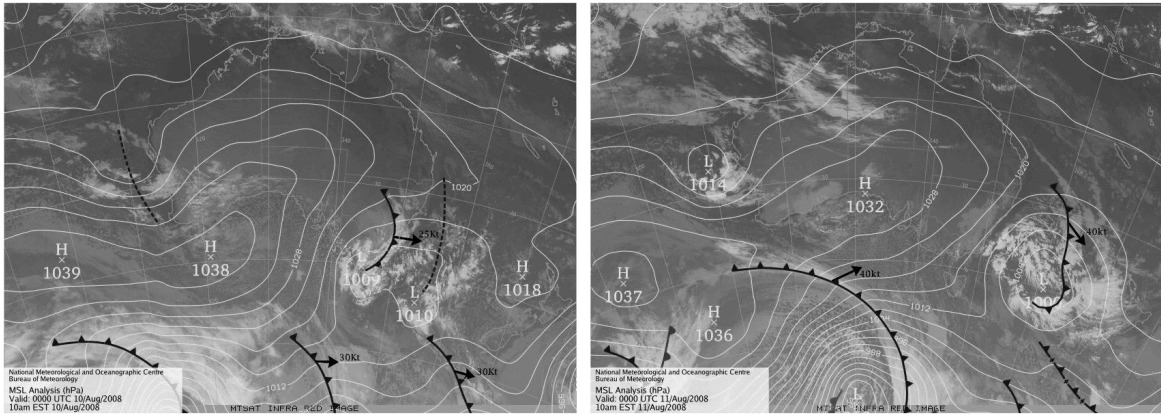 1020
25Kt
H
1039
H
1038
1028
L
1009
L
1010
H
1018
30Kt
30Kt
1012
National Meteorological and Oceanographic Centre
Bureau of Meteorology
MSL Analysis (hPa)
Valid: 0000 UTC 10/Aug/2008
10am EST 10/Aug/2008
MTSAT INFRA RED IMAGE
L
1014
H
1032
1020
1028
40kt
H
1037
H
1036
40kt
L
1012
988
L
National Meteorological and Oceanographic Centre
Bureau of Meteorology
MSL Analysis (hPa)
Valid: 0000 UTC 11/Aug/2008
10am EST 11/Aug/2008
MTSAT INFRA RED IMAGE